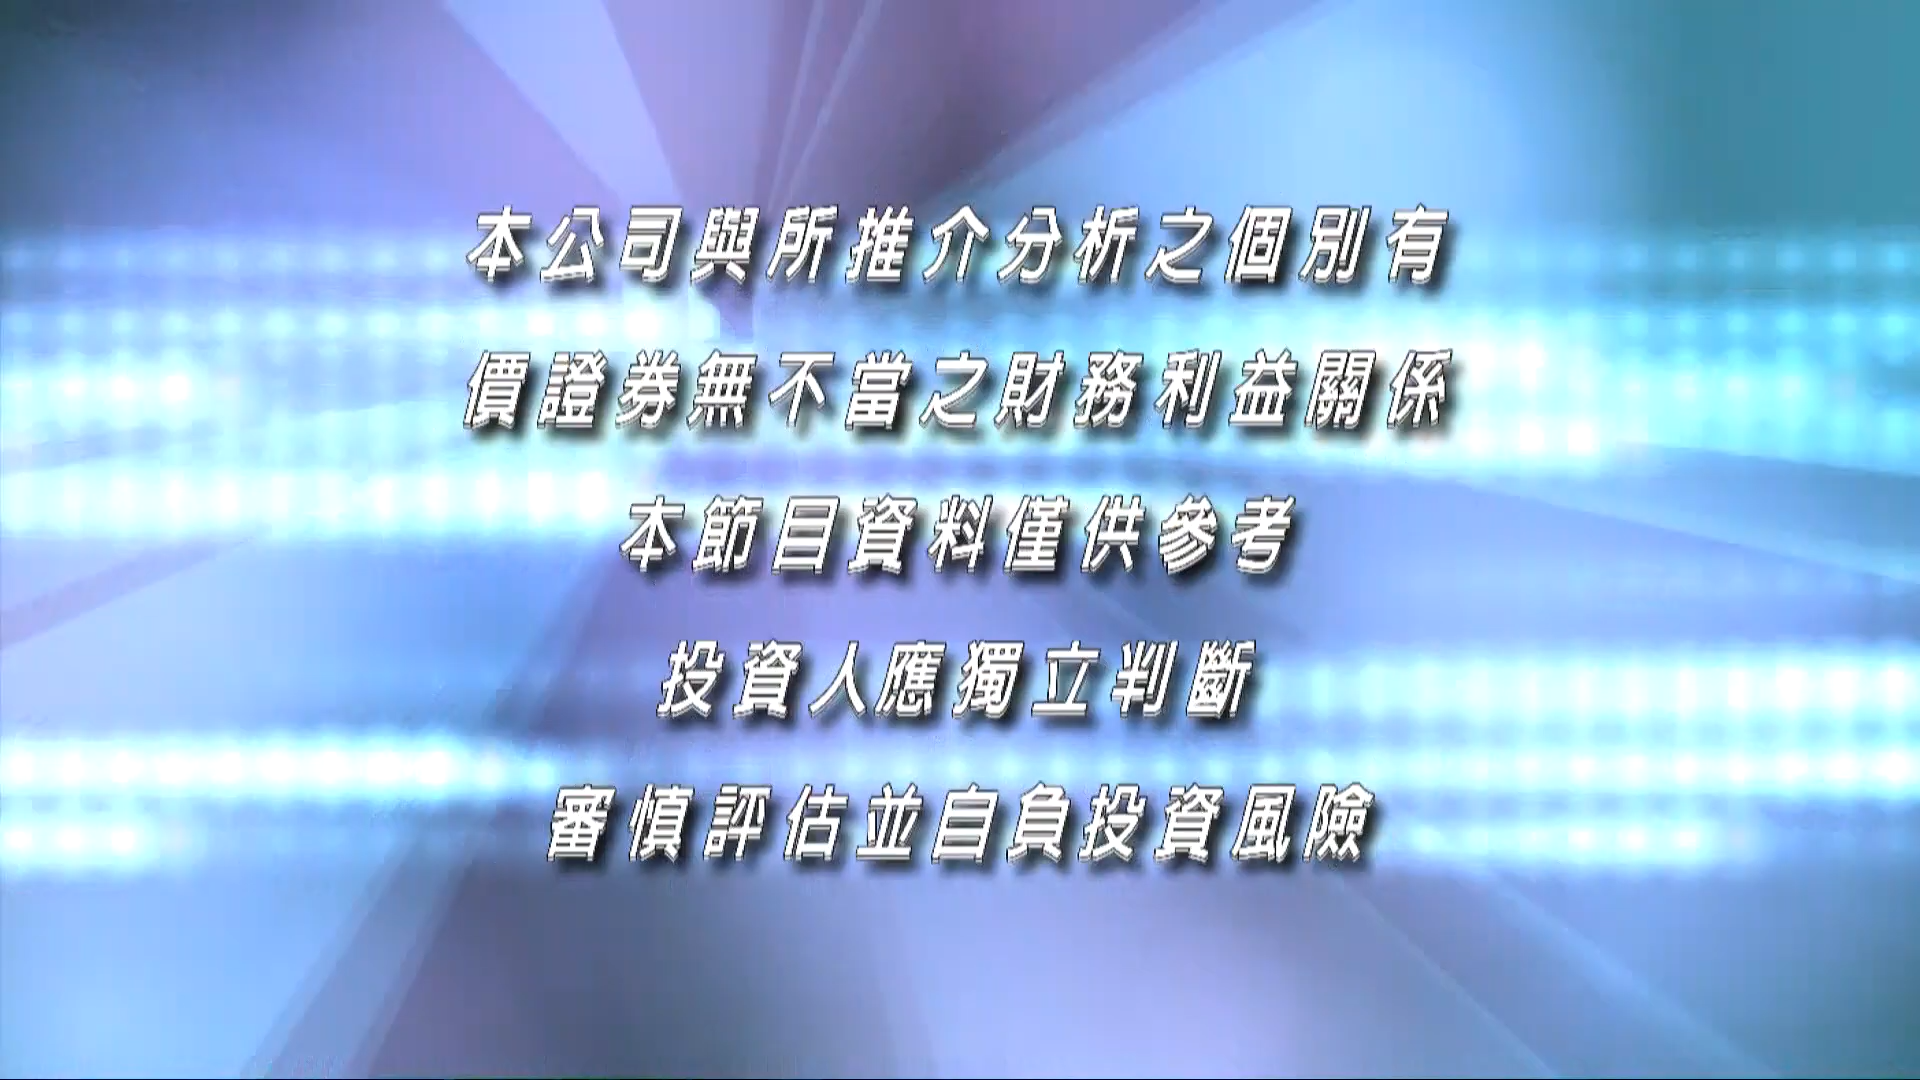 本公司與所推介分析之個別有
價證券無不當之財務利益關係
本節目資料僅供參考
投資人應獨立判斷
審慎評估並自負投資風險